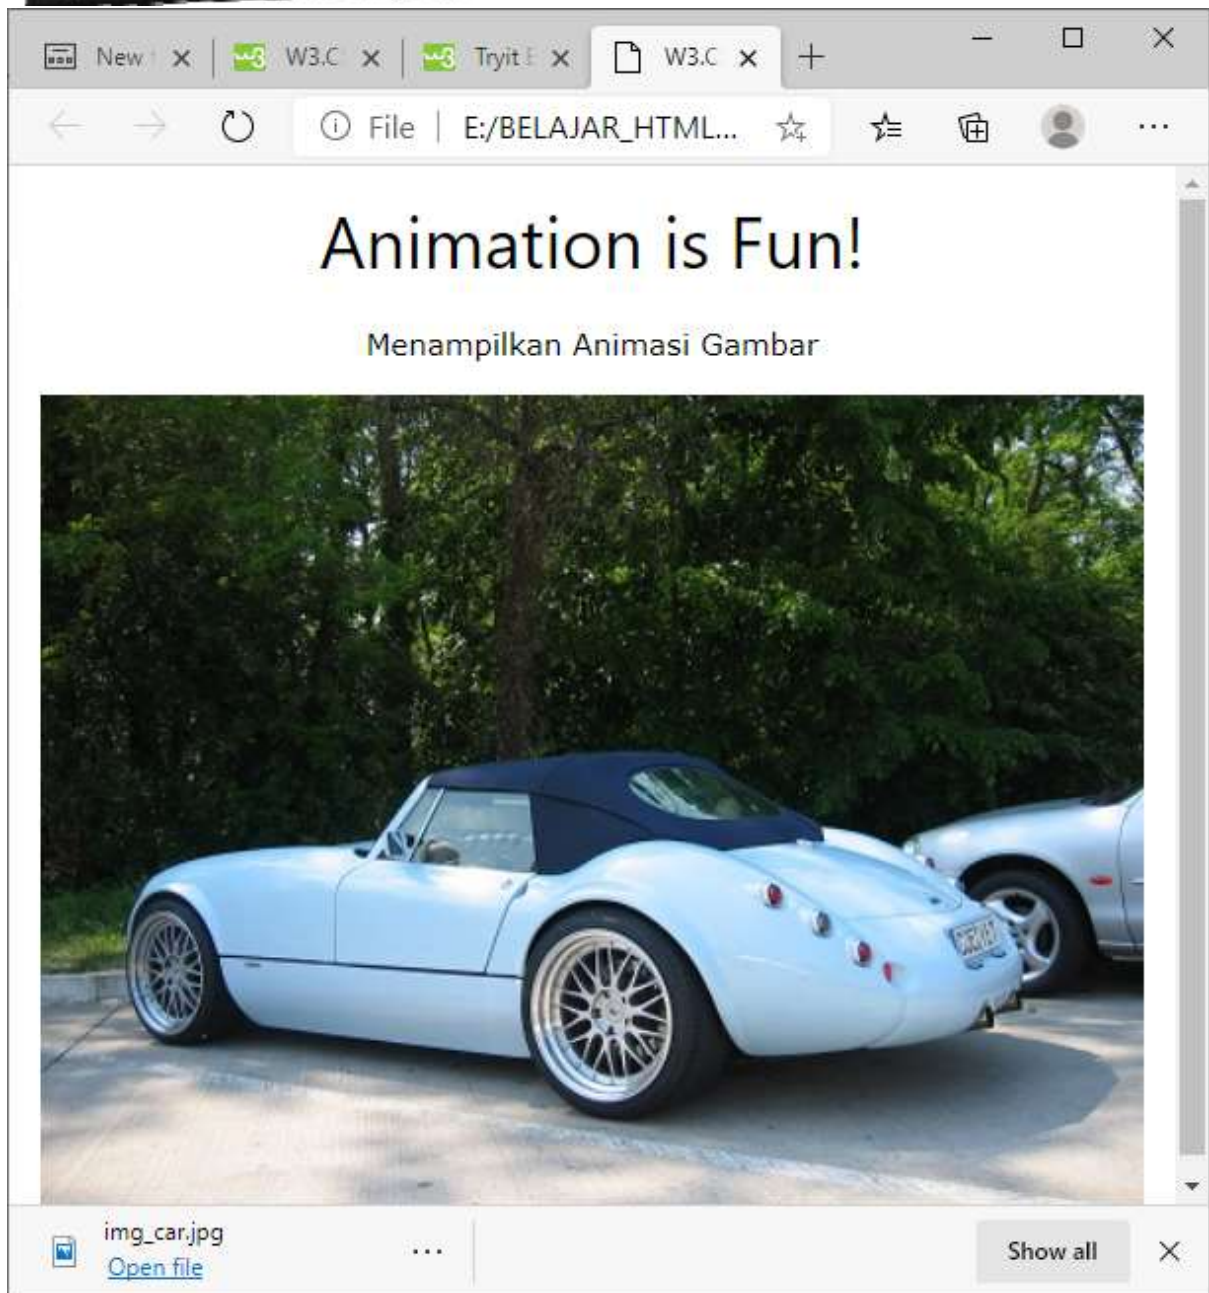 New W3.C Tryit E W3.C
File E:/BELAJAR_HTML...
Animation is Fun!
Menampilkan Animasi Gambar
img_car.jpg
Open file
Show all